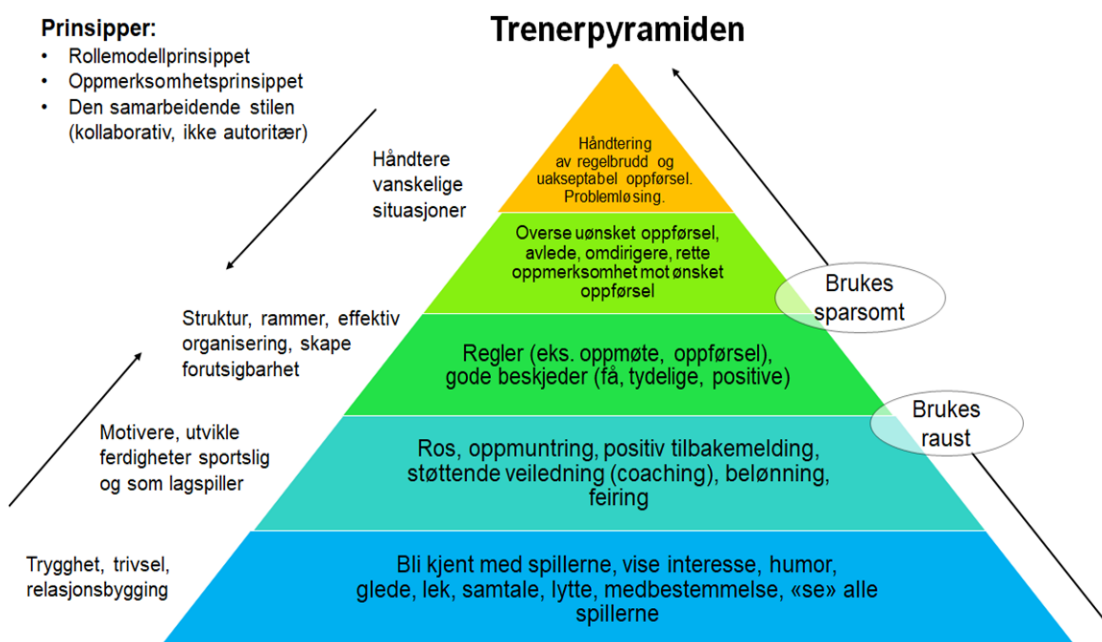 Trenerpyramiden
Prinsipper:
• Rollemodellprinsippet
• Oppmerksomhetsprinsippet
• Den samarbeidende stilen
(kollaborativ, ikke autoritær)
Håndtere
vanskelige
situasjoner
Håndtering
av regelbrudd og
uakseptabel oppførsel.
Problemløsing.
Overse uønsket oppførsel,
avlede, omdirigere, rette
oppmerksomhet mot ønsket
oppførsel
Brukes
sparsomt
Struktur, rammer, effektiv
organisering, skape
forutsigbarhet
Regler (eks. oppmøte, oppførsel),
gode beskjeder (få, tydelige, positive)
Brukes
raust
Motivere, utvikle
ferdigheter sportslig
og som lagspiller
Ros, oppmuntring, positiv tilbakemelding,
støttende veiledning (coaching), belønning,
feiring
Trygghet, trivsel,
relasjonsbygging
Bli kjent med spillerne, vise interesse, humor,
glede, lek, samtale, lytte, medbestemmelse, «se» alle
spillerne